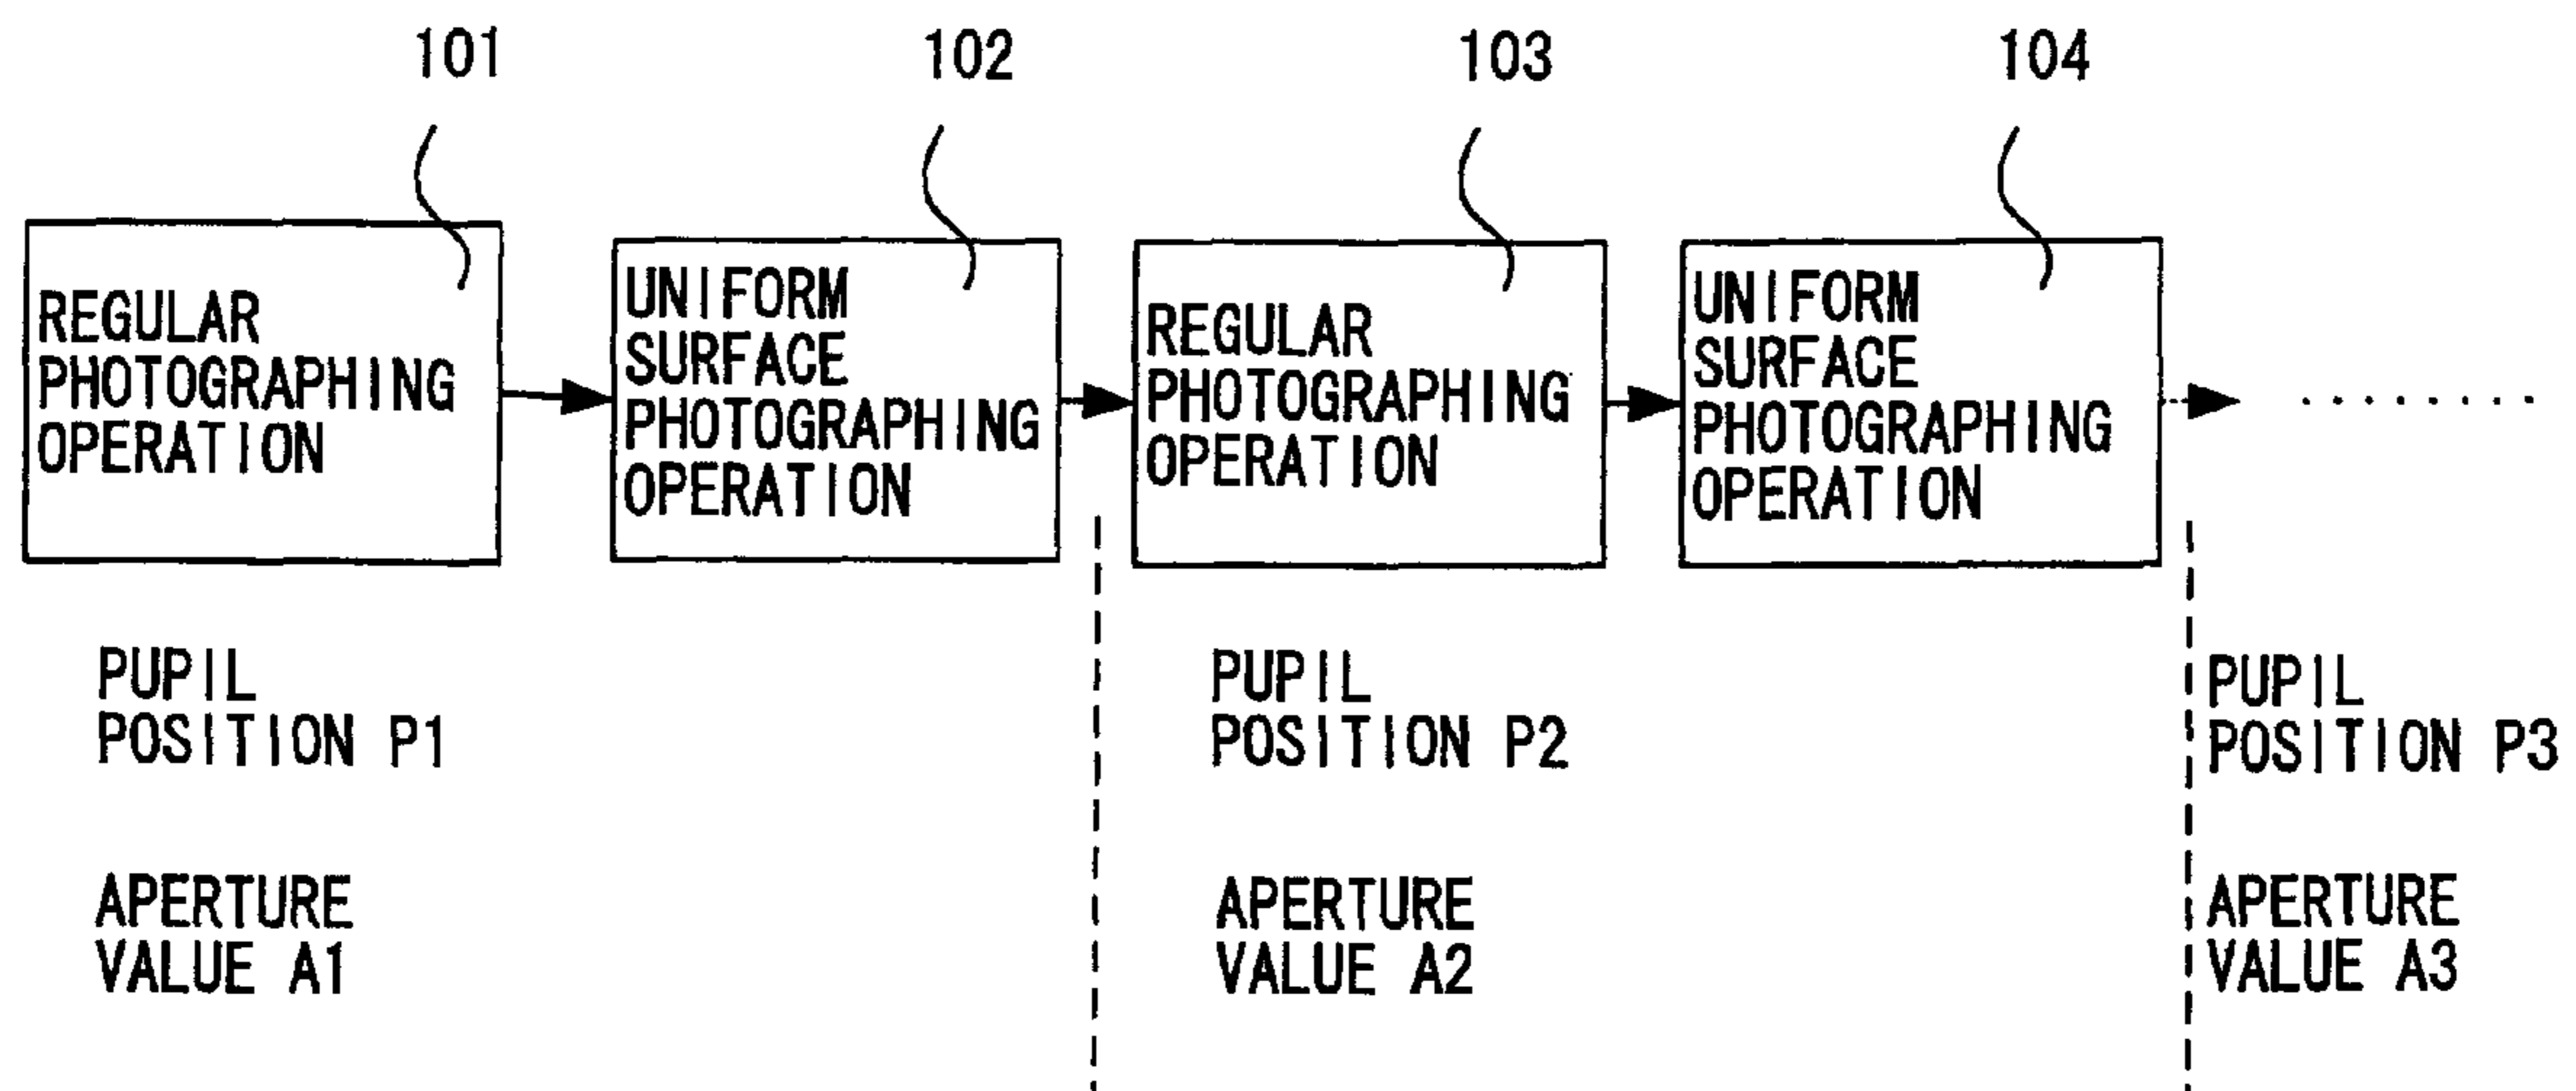 101
102
103
104
REGULAR
PHOTOGRAPHING
OPERATION
UNIFORM
SURFACE
PHOTOGRAPHING
OPERATION
REGULAR
PHOTOGRAPHING
OPERATION
UNIFORM
SURFACE
PHOTOGRAPHING
OPERATION
PUPIL
POSITION P1
PUPIL
POSITION P2
PUPIL
POSITION P3
APERTURE
VALUE A1
APERTURE
VALUE A2
APERTURE
VALUE A3